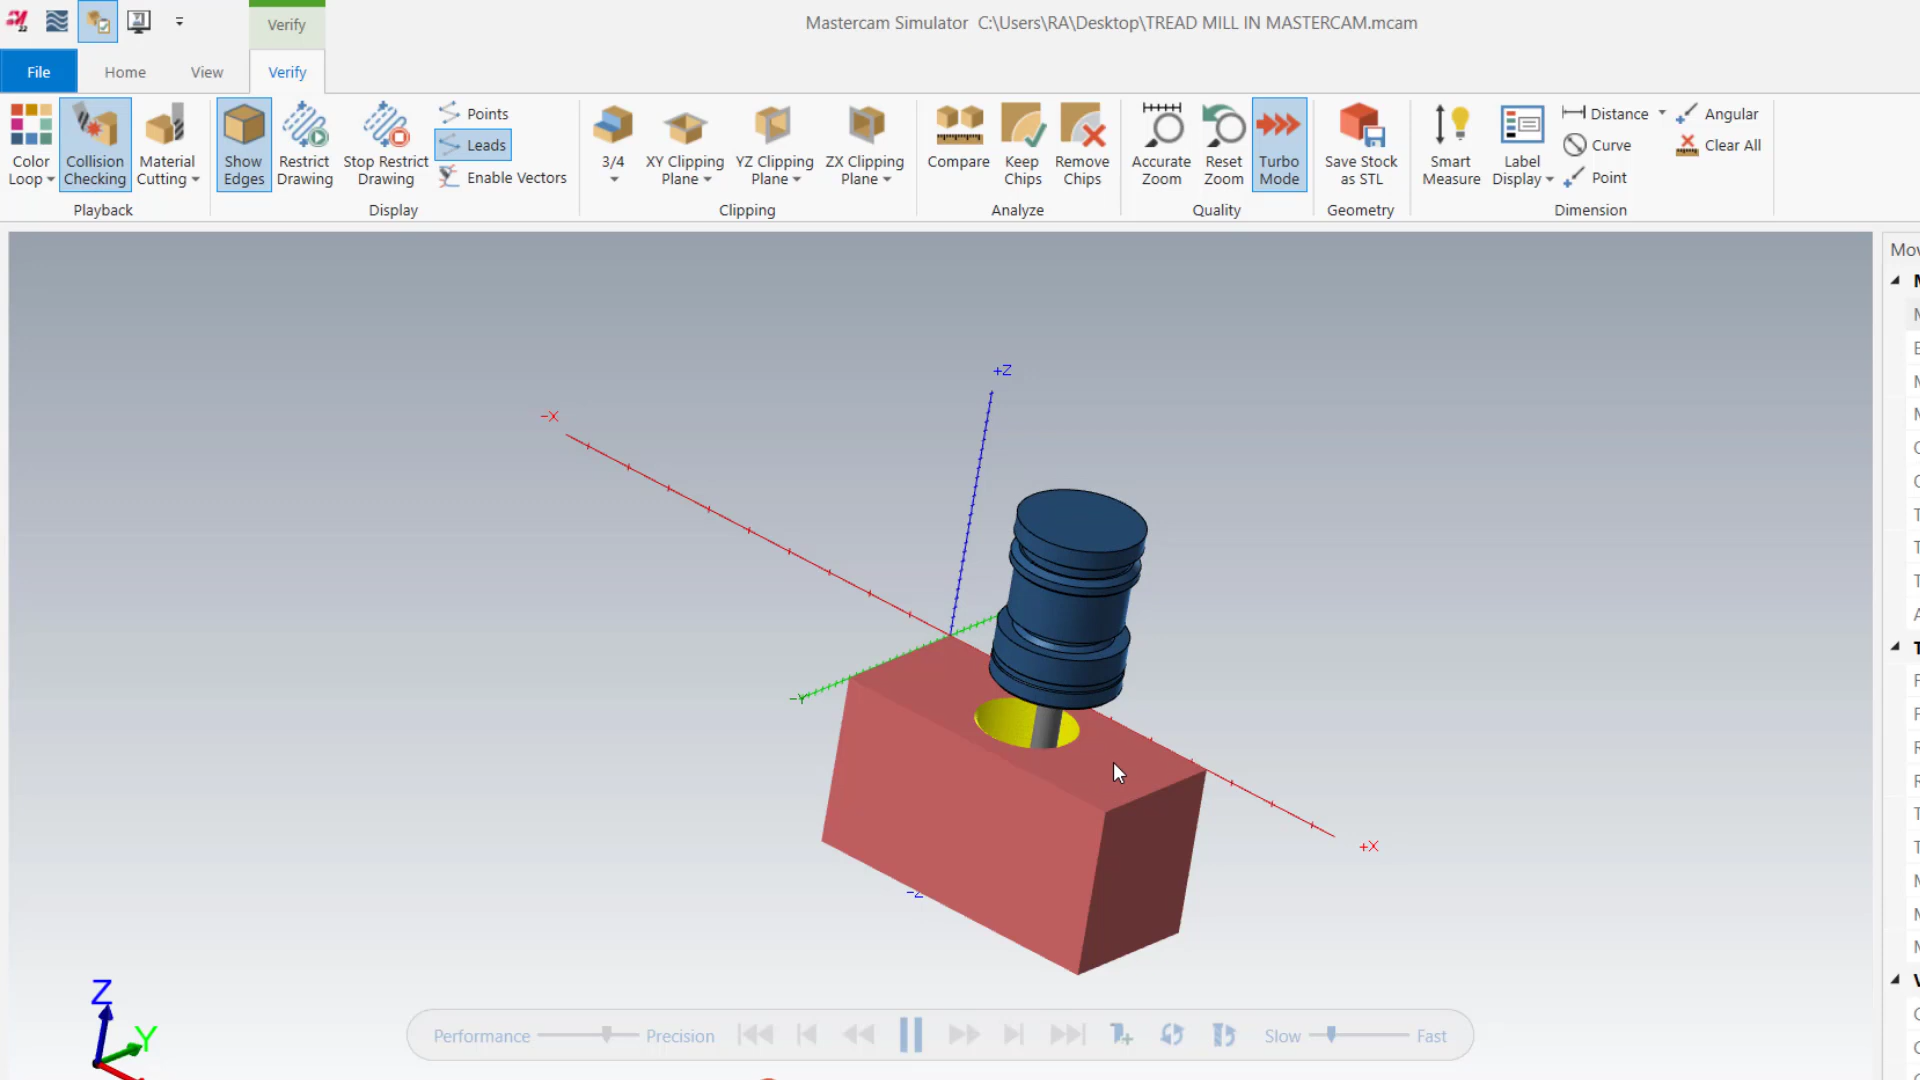 Verify
Mastercam Simulator C:\Users\RA\Desktop\TREAD MILL IN MASTERCAM.mcam
File
Home
View
Verify
Color
Loop
Collision
Checking
Material
Cutting
Playback
Show
Edges
Restrict
Drawing
Stop Restrict
Drawing
Points
Leads
Enable Vectors
Display
3/4
XY Clipping
Plane
YZ Clipping
Plane
ZX Clipping
Plane
Clipping
Compare
Keep
Chips
Remove
Chips
Analyze
Accurate
Zoom
Reset
Zoom
Turbo
Mode
Quality
Save Stock
as STL
Geometry
Smart
Measure
Label
Display
Distance
Curve
Point
Angular
Clear All
Dimension
+Z
-X
-Y
+X
-Z
Z
Y
Performance
Precision
Slow
Fast